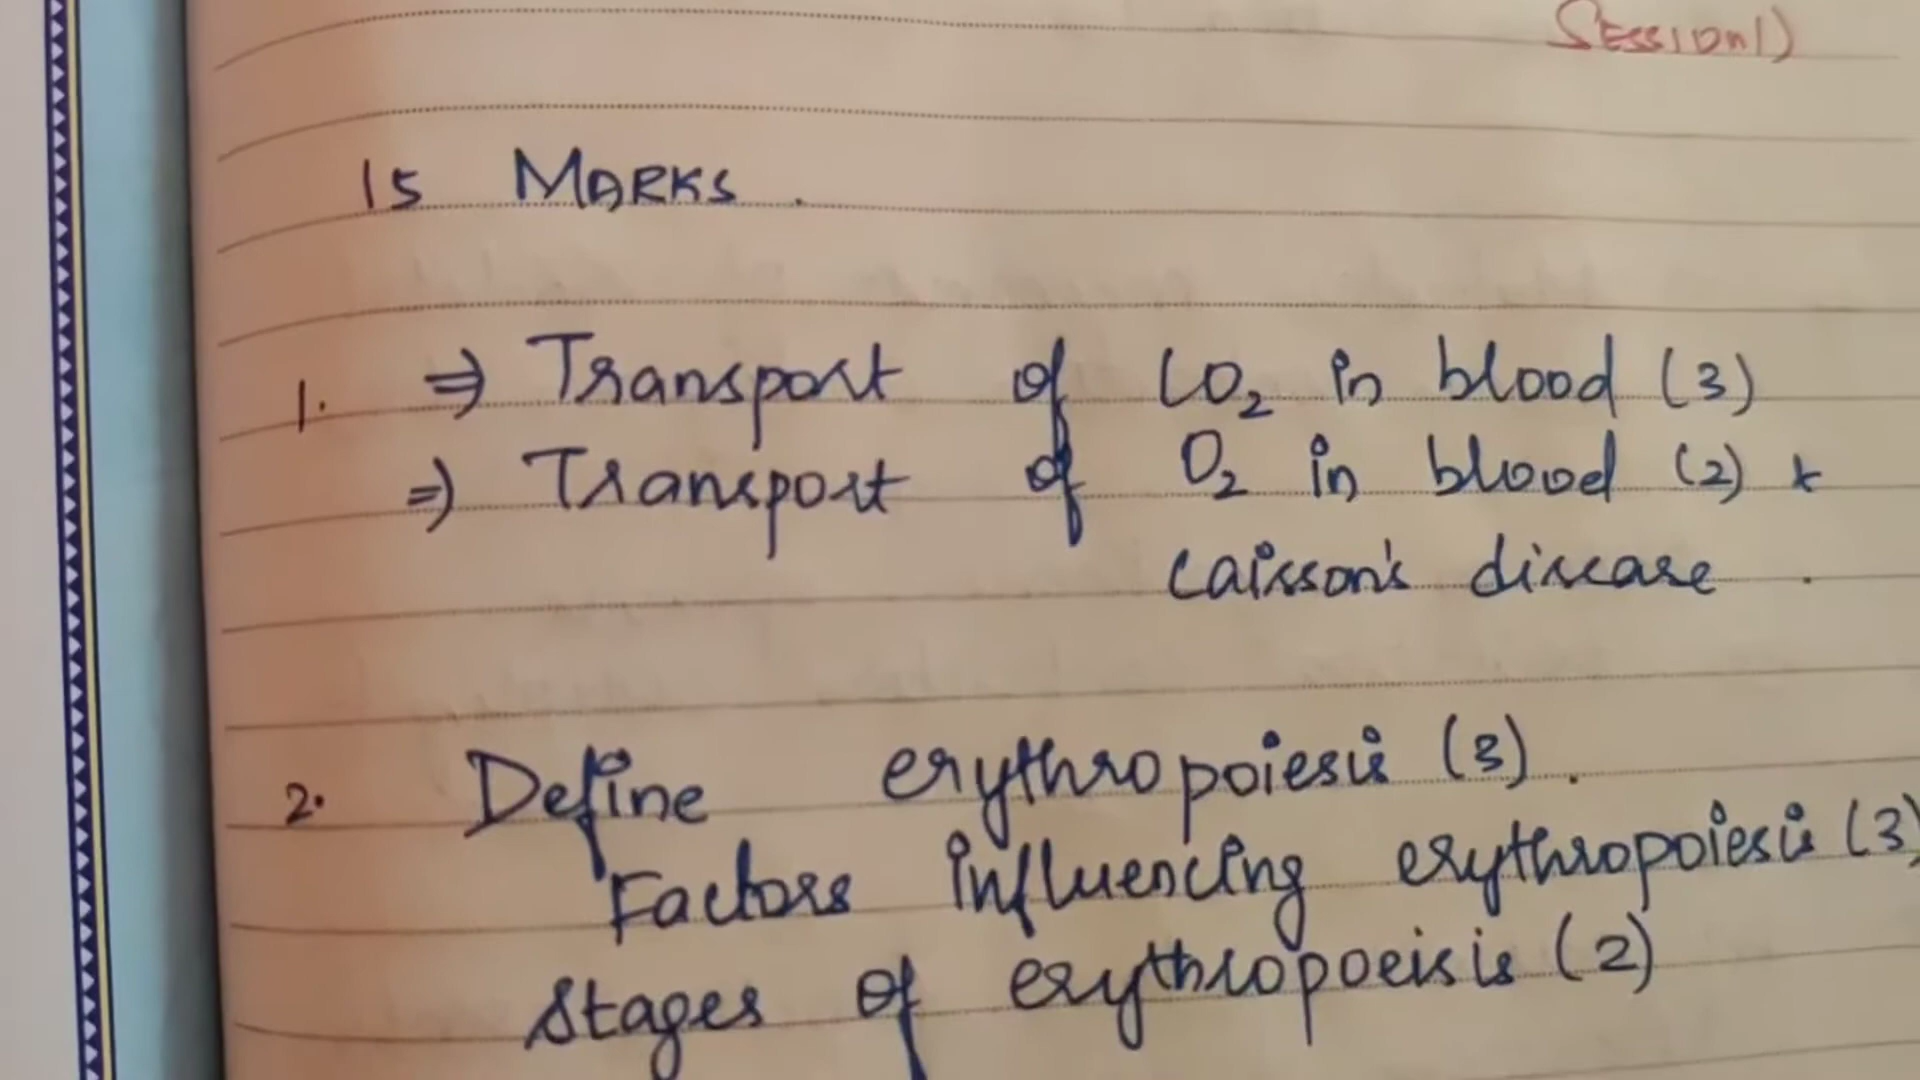 SESSION 1)
15 MARKS.
1. ⇒ Transport of CO₂ in blood (3)
⇒ Transport of O₂ in blood (2) *
caisson's disease.
2. Define erythropoiesis (3).
Factors influencing erythropoiesis (3)
Stages of erythropoeisis (2)